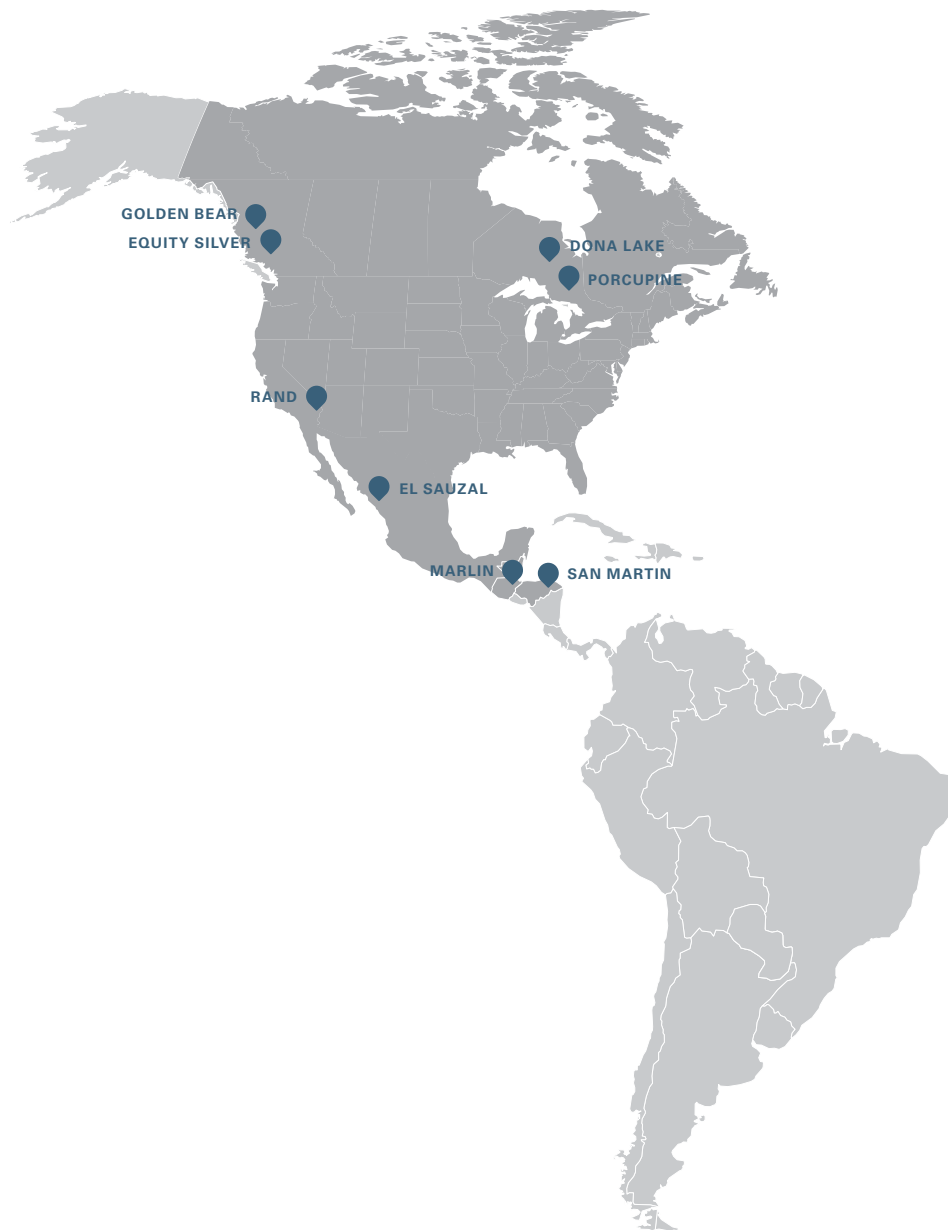 GOLDEN BEAR
EQUITY SILVER
DONA LAKE
PORCUPINE
RAND
EL SAUZAL
MARLIN
SAN MARTIN